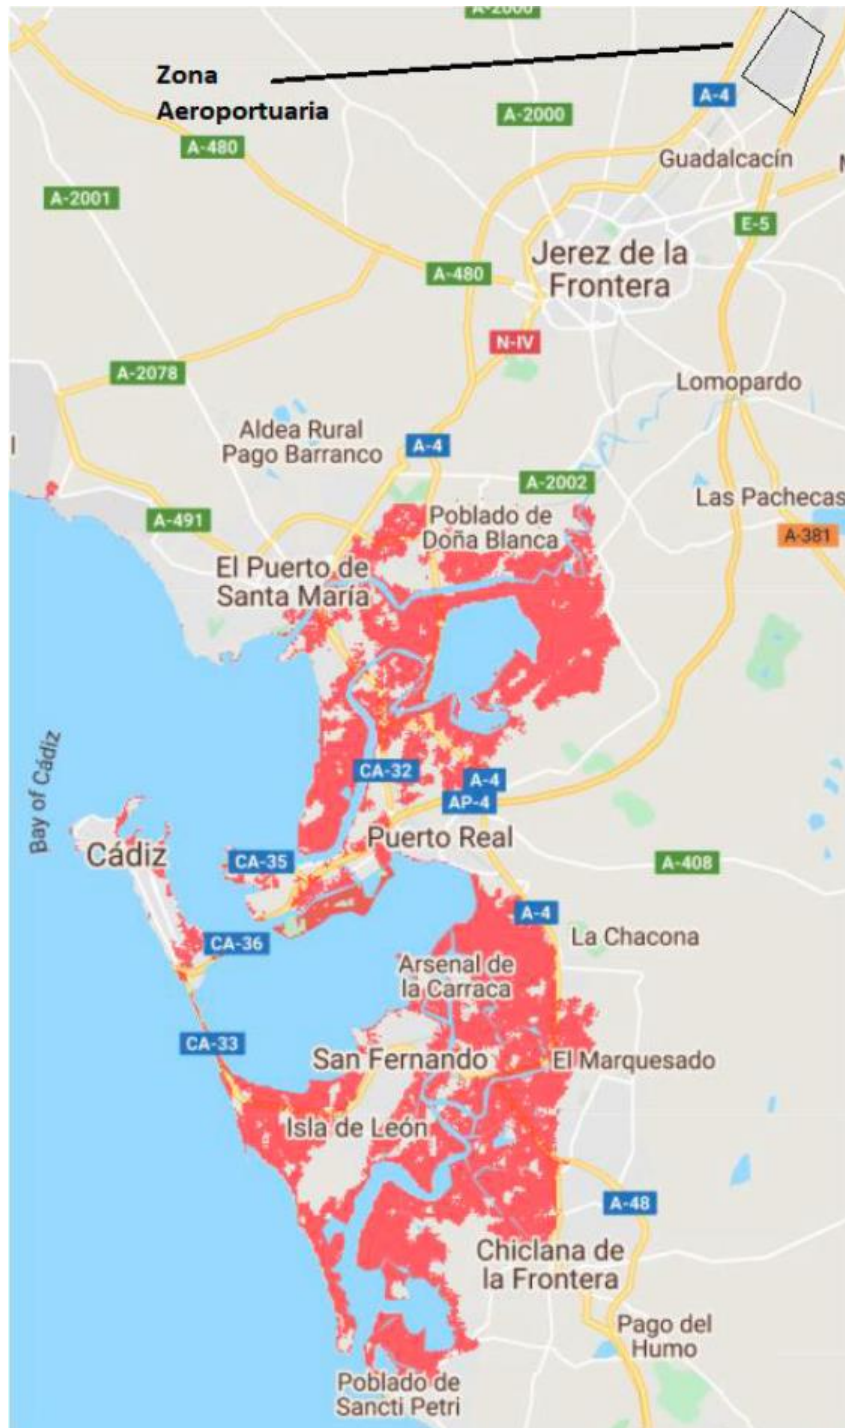 A-2000
Zona
Aeroportuaria
A-4
A-2000
A-480
Guadalcacín
A-2001
E-5
Jerez de la
Frontera
A-480
N-IV
A-2078
Lomopardo
Aldea Rural
Pago Barranco
A-4
A-2002
Las Pachecas
A-491
Poblado de
Doña Blanca
A-381
El Puerto de
Santa María
Bay of Cádiz
CA-32
A-4
AP-4
Puerto Real
Cádiz
CA-35
A-408
A-4
CA-36
La Chacona
Arsenal de
la Carraca
CA-33
San Fernando
El Marquesado
Isla de León
A-48
Chiclana de
la Frontera
Pago del
Humo
Poblado de
Sancti Petri